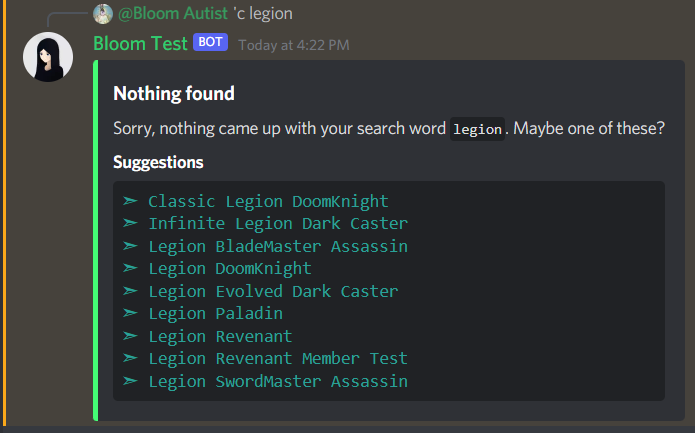 @Bloom Autist 'c legion
Bloom Test BOT Today at 4:22 PM
Nothing found
Sorry, nothing came up with your search word legion. Maybe one of these?
Suggestions
➣ Classic Legion DoomKnight
➣ Infinite Legion Dark Caster
➣ Legion BladeMaster Assassin
➣ Legion DoomKnight
➣ Legion Evolved Dark Caster
➣ Legion Paladin
➣ Legion Revenant
➣ Legion Revenant Member Test
➣ Legion SwordMaster Assassin